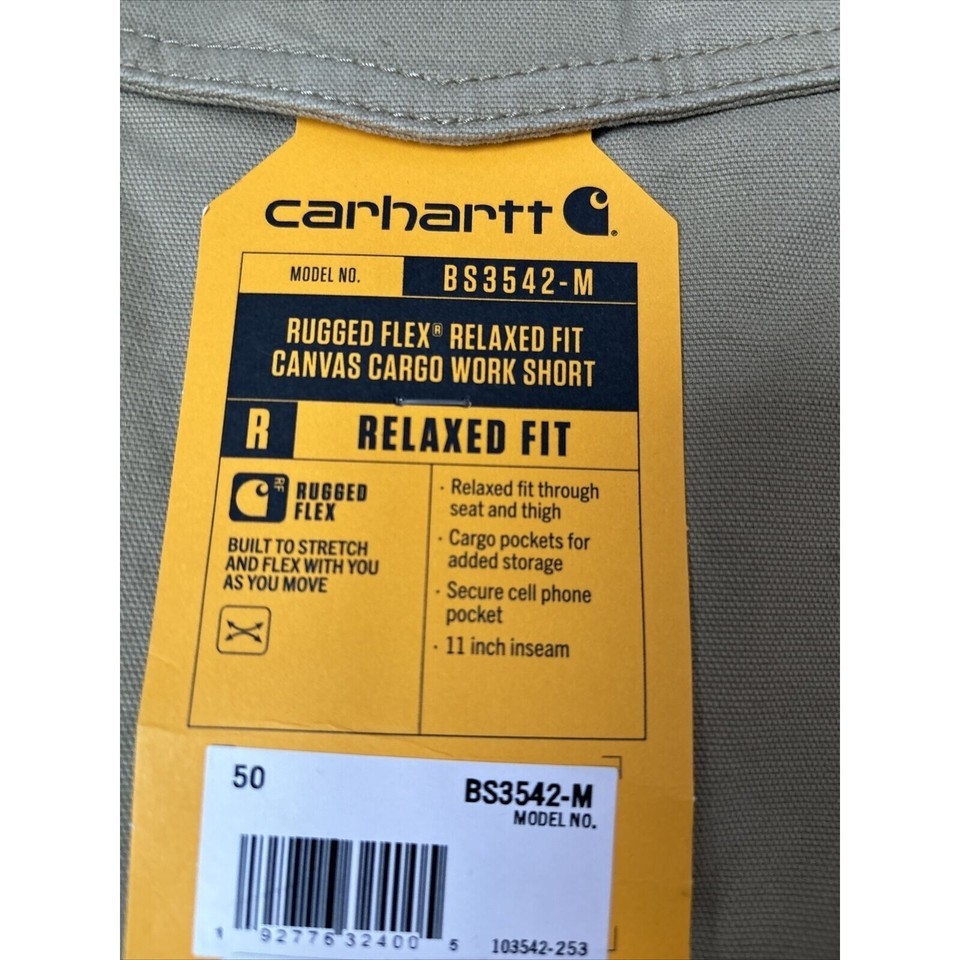 carhartt
MODEL NO. BS3542-M
RUGGED FLEX® RELAXED FIT
CANVAS CARGO WORK SHORT
R RELAXED FIT
RF
RUGGED
FLEX
BUILT TO STRETCH
AND FLEX WITH YOU
AS YOU MOVE
· Relaxed fit through
seat and thigh
· Cargo pockets for
added storage
· Secure cell phone
pocket
· 11 inch inseam
50 BS3542-M
MODEL NO.
1 92776 32400 5 103542-253